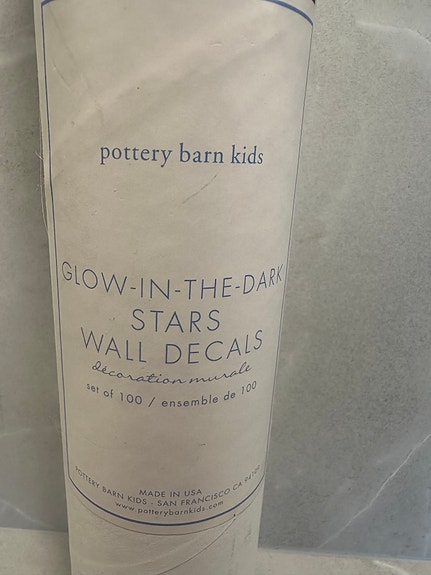 pottery barn kids
GLOW-IN-THE-DARK
STARS
WALL DECALS
décoration murale
set of 100 / ensemble de 100
MADE IN USA
POTTERY BARN KIDS - SAN FRANCISCO CA 94109
www.potterybarnkids.com